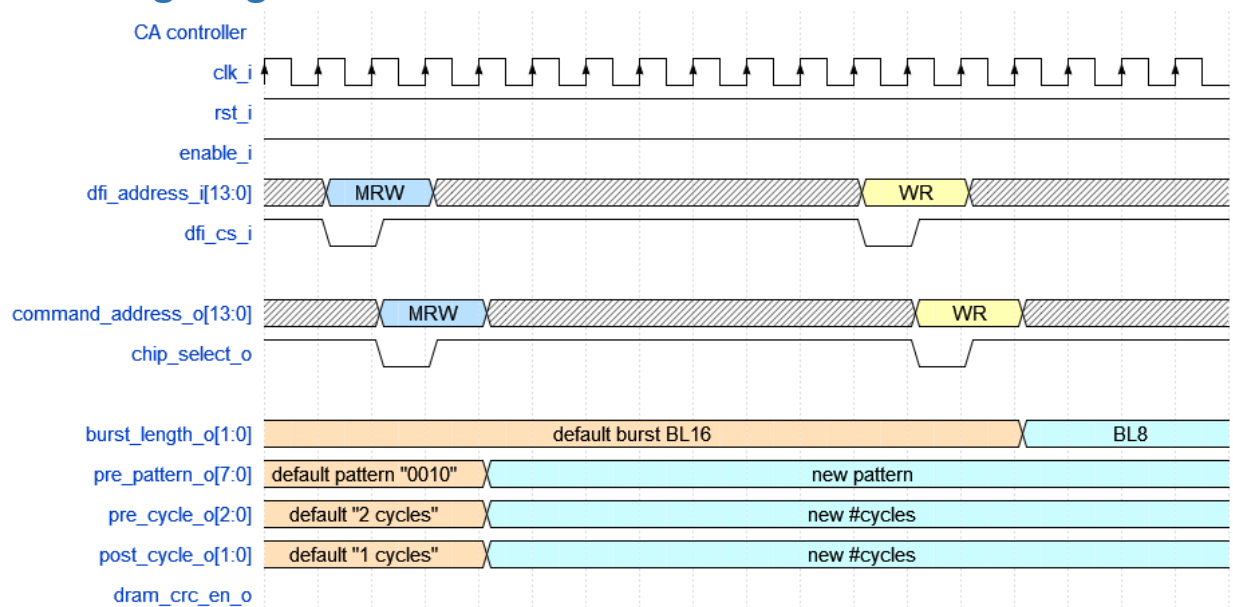 CA controller
clk_i
rst_i
enable_i
dfi_address_i[13:0] MRW WR
dfi_cs_i
command_address_o[13:0] MRW WR
chip_select_o
burst_length_o[1:0] default burst BL16 BL8
pre_pattern_o[7:0] default pattern "0010" new pattern
pre_cycle_o[2:0] default "2 cycles" new #cycles
post_cycle_o[1:0] default "1 cycles" new #cycles
dram_crc_en_o